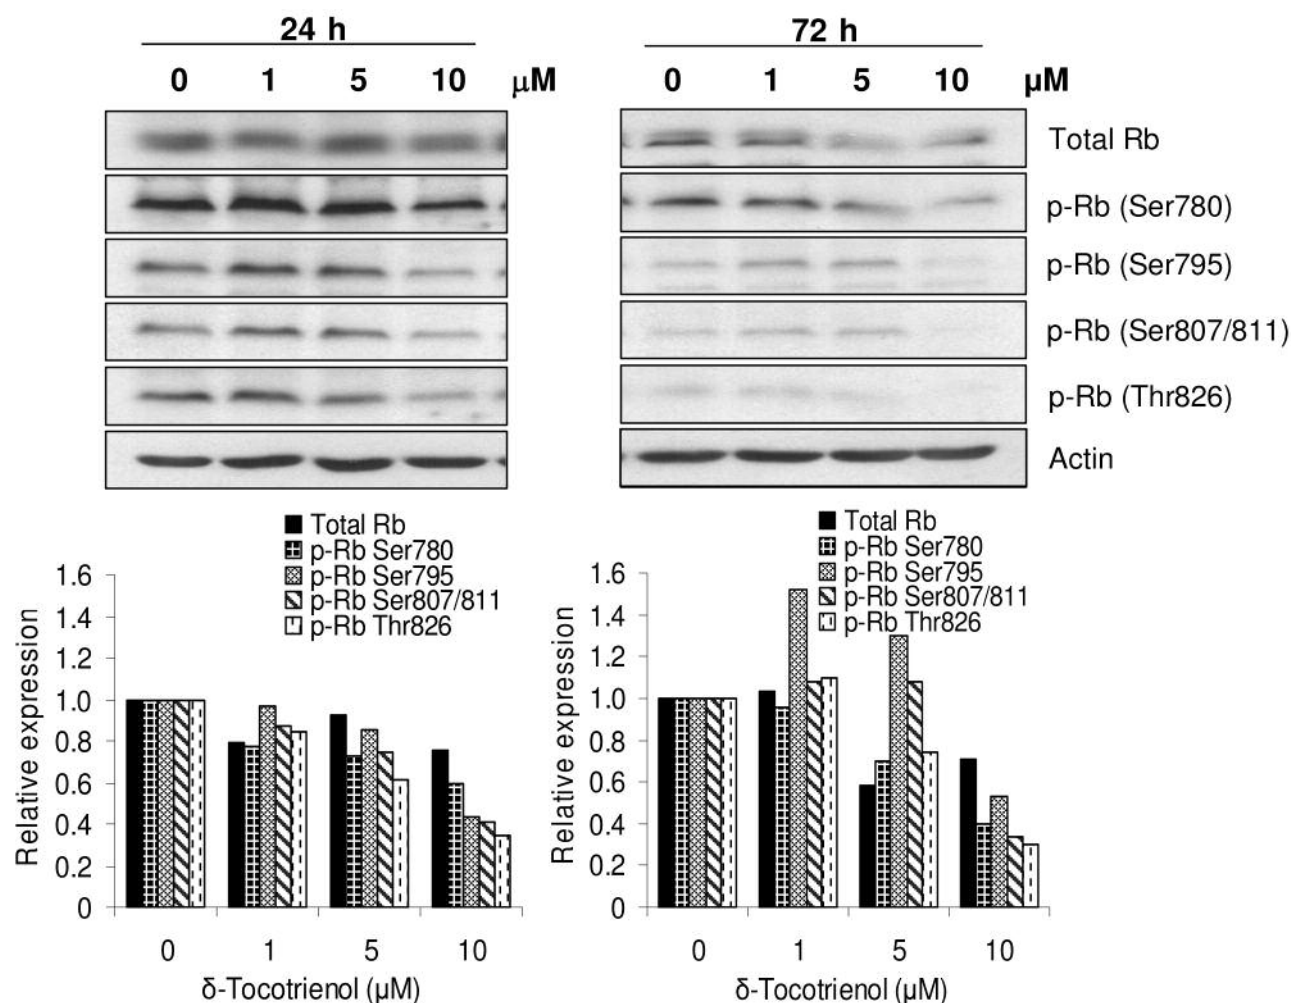 24 h
72 h
0 1 5 10 μM
0 1 5 10 μM
Total Rb
p-Rb (Ser780)
p-Rb (Ser795)
p-Rb (Ser807/811)
p-Rb (Thr826)
Actin
Total Rb
p-Rb Ser780
p-Rb Ser795
p-Rb Ser807/811
p-Rb Thr826
Relative expression
1.6
1.4
1.2
1.0
0.8
0.6
0.4
0.2
0
0 1 5 10
δ-Tocotrienol (μM)
Total Rb
p-Rb Ser780
p-Rb Ser795
p-Rb Ser807/811
p-Rb Thr826
Relative expression
1.6
1.4
1.2
1.0
0.8
0.6
0.4
0.2
0
0 1 5 10
δ-Tocotrienol (μM)